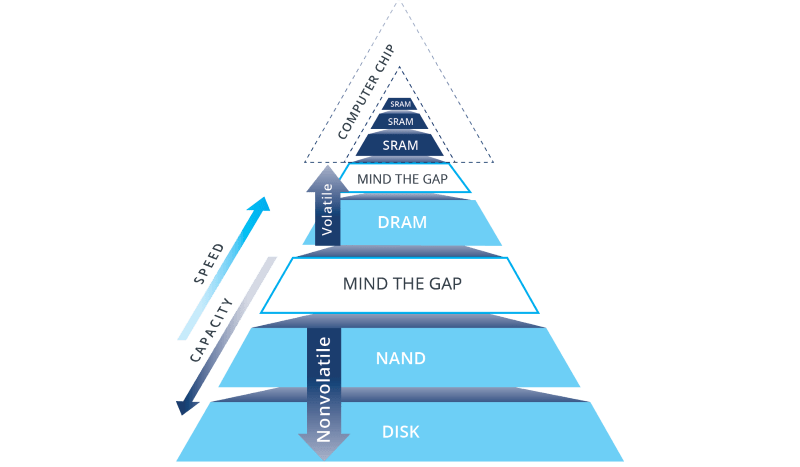 COMPUTER CHIP
SRAM
SRAM
SRAM
MIND THE GAP
Volatile
DRAM
SPEED
MIND THE GAP
CAPACITY
Nonvolatile
NAND
DISK